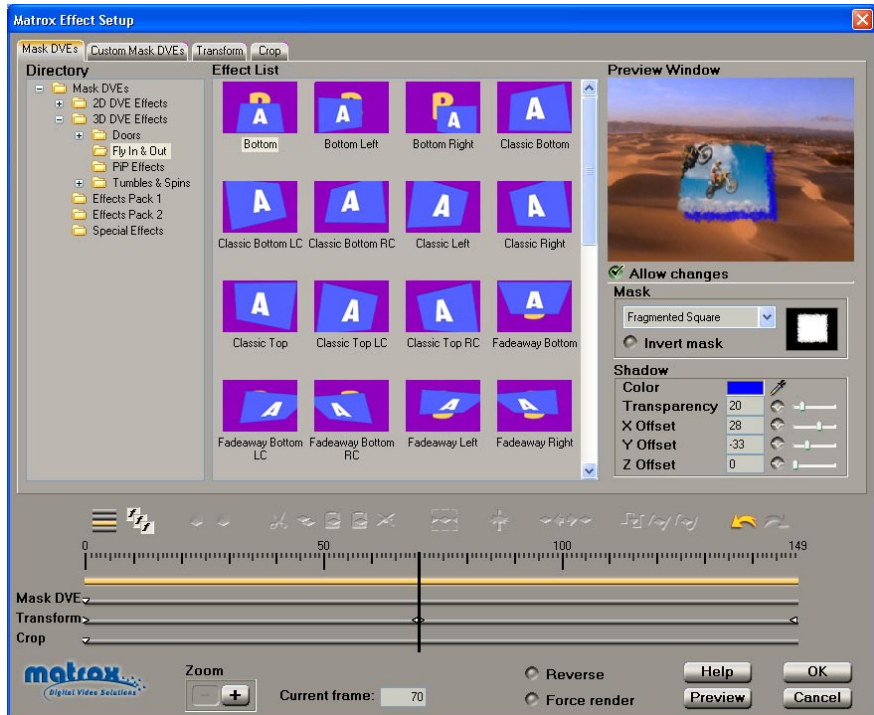 Matrox Effect Setup
Mask DVEs Custom Mask DVEs Transform Crop
Directory
Mask DVEs
2D DVE Effects
3D DVE Effects
Doors
Fly In & Out
PiP Effects
Tumbles & Spins
Effects Pack 1
Effects Pack 2
Special Effects
Effect List
A A A A
Bottom Bottom Left Bottom Right Classic Bottom
A A A A
Classic Bottom LC Classic Bottom RC Classic Left Classic Right
A A A A
Classic Top Classic Top LC Classic Top RC Fadeaway Bottom
A A A A
Fadeaway Bottom LC Fadeaway Bottom RC Fadeaway Left Fadeaway Right
Preview Window
Allow changes
Mask
Fragmented Square
Invert mask
Shadow
Color
Transparency 20
X Offset 28
Y Offset -33
Z Offset 0
0 50 100 149
Mask DVE
Transform
Crop
matrox
Digital Video Solutions
Zoom
- +
Current frame: 70
Reverse
Force render
Help
OK
Preview
Cancel